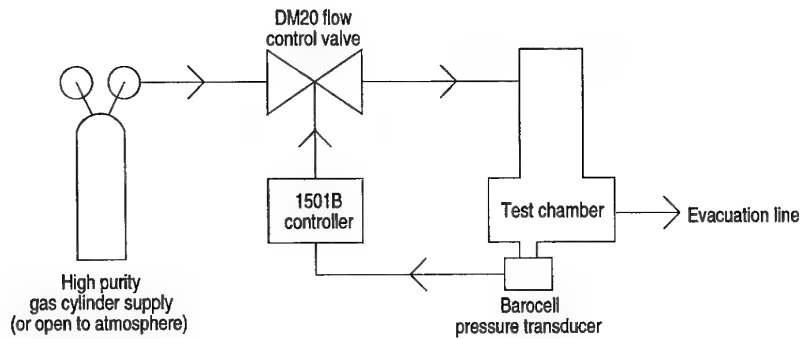 DM20 flow
control valve
1501B
controller
Test chamber
Evacuation line
High purity
gas cylinder supply
(or open to atmosphere)
Barocell
pressure transducer